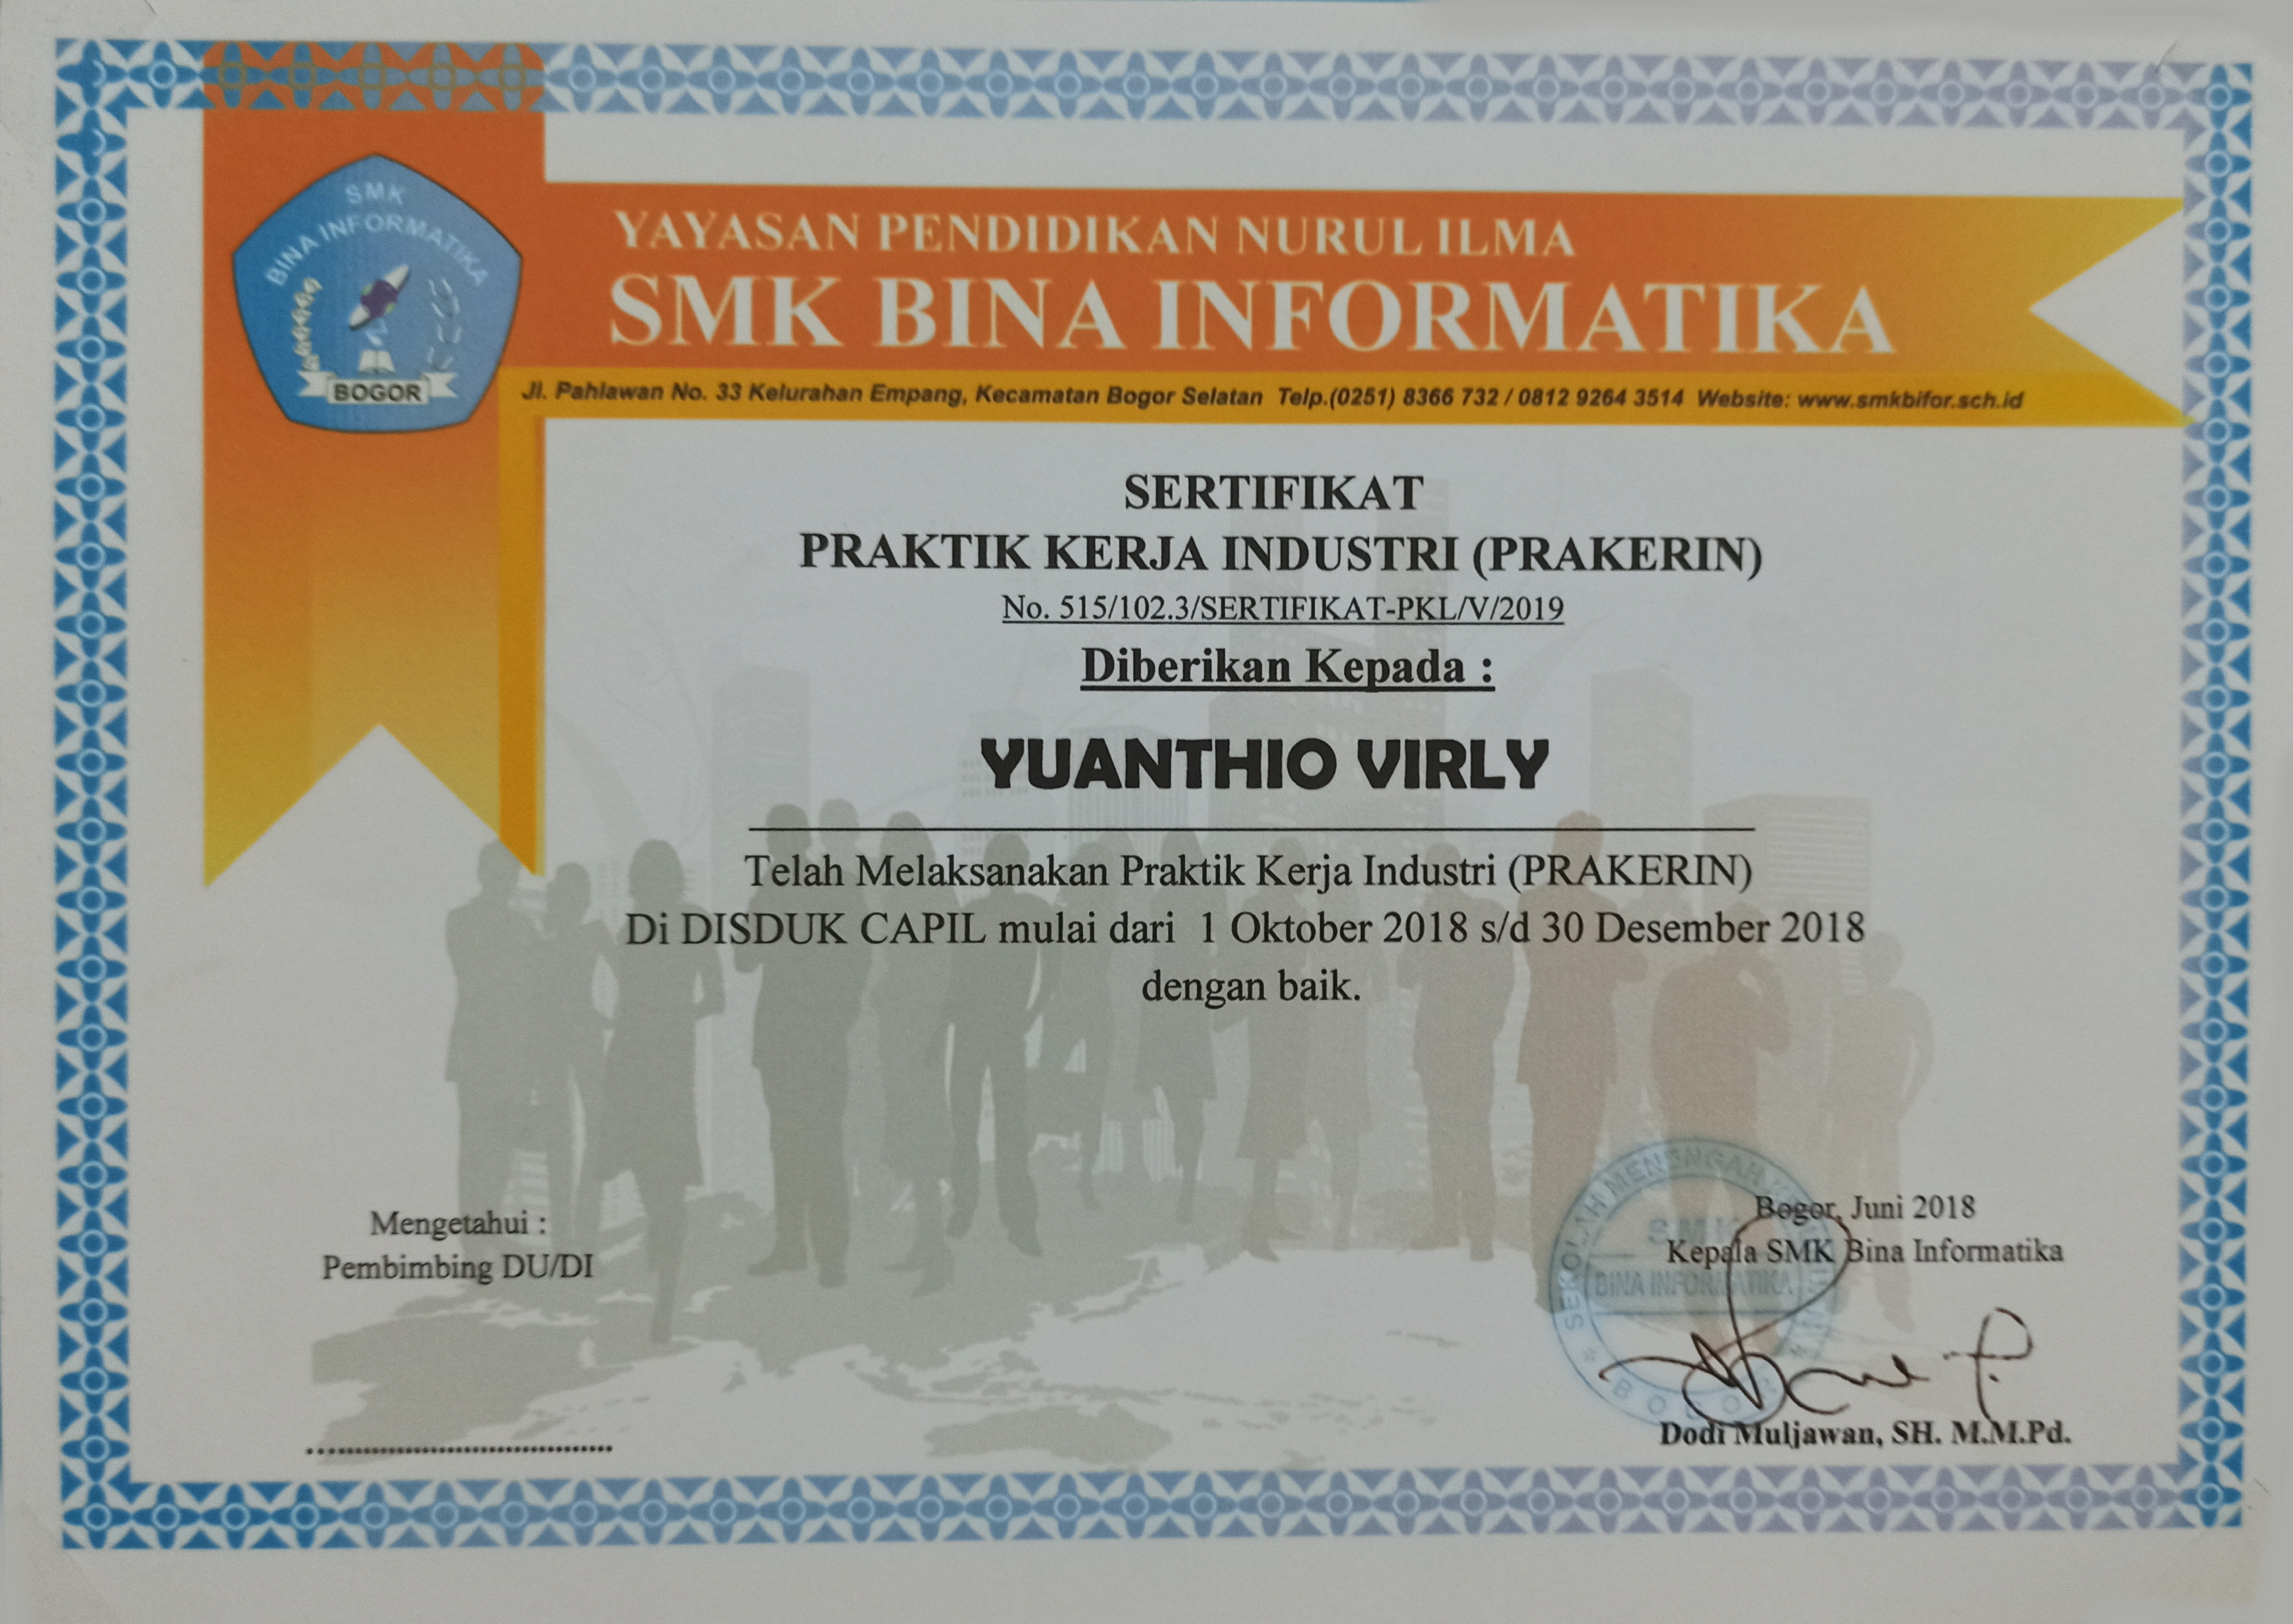 SMK
BINA INFORMATIKA
BOGOR
YAYASAN PENDIDIKAN NURUL ILMA
SMK BINA INFORMATIKA
Jl. Pahlawan No. 33 Kelurahan Empang, Kecamatan Bogor Selatan Telp.(0251) 8366 732 / 0812 9264 3514 Website: www.smkbifor.sch.id
SERTIFIKAT
PRAKTIK KERJA INDUSTRI (PRAKERIN)
No. 515/102.3/SERTIFIKAT-PKL/V/2019
Diberikan Kepada :
YUANTHIO VIRLY
Telah Melaksanakan Praktik Kerja Industri (PRAKERIN)
Di DISDUK CAPIL mulai dari 1 Oktober 2018 s/d 30 Desember 2018
dengan baik.
Mengetahui :
Pembimbing DU/DI
Bogor, Juni 2018
Kepala SMK Bina Informatika
SEKOLAH MENENGAH
SMK
BINA INFORMATIKA
BOGOR
Dodi Muljawan, SH. M.M.Pd.